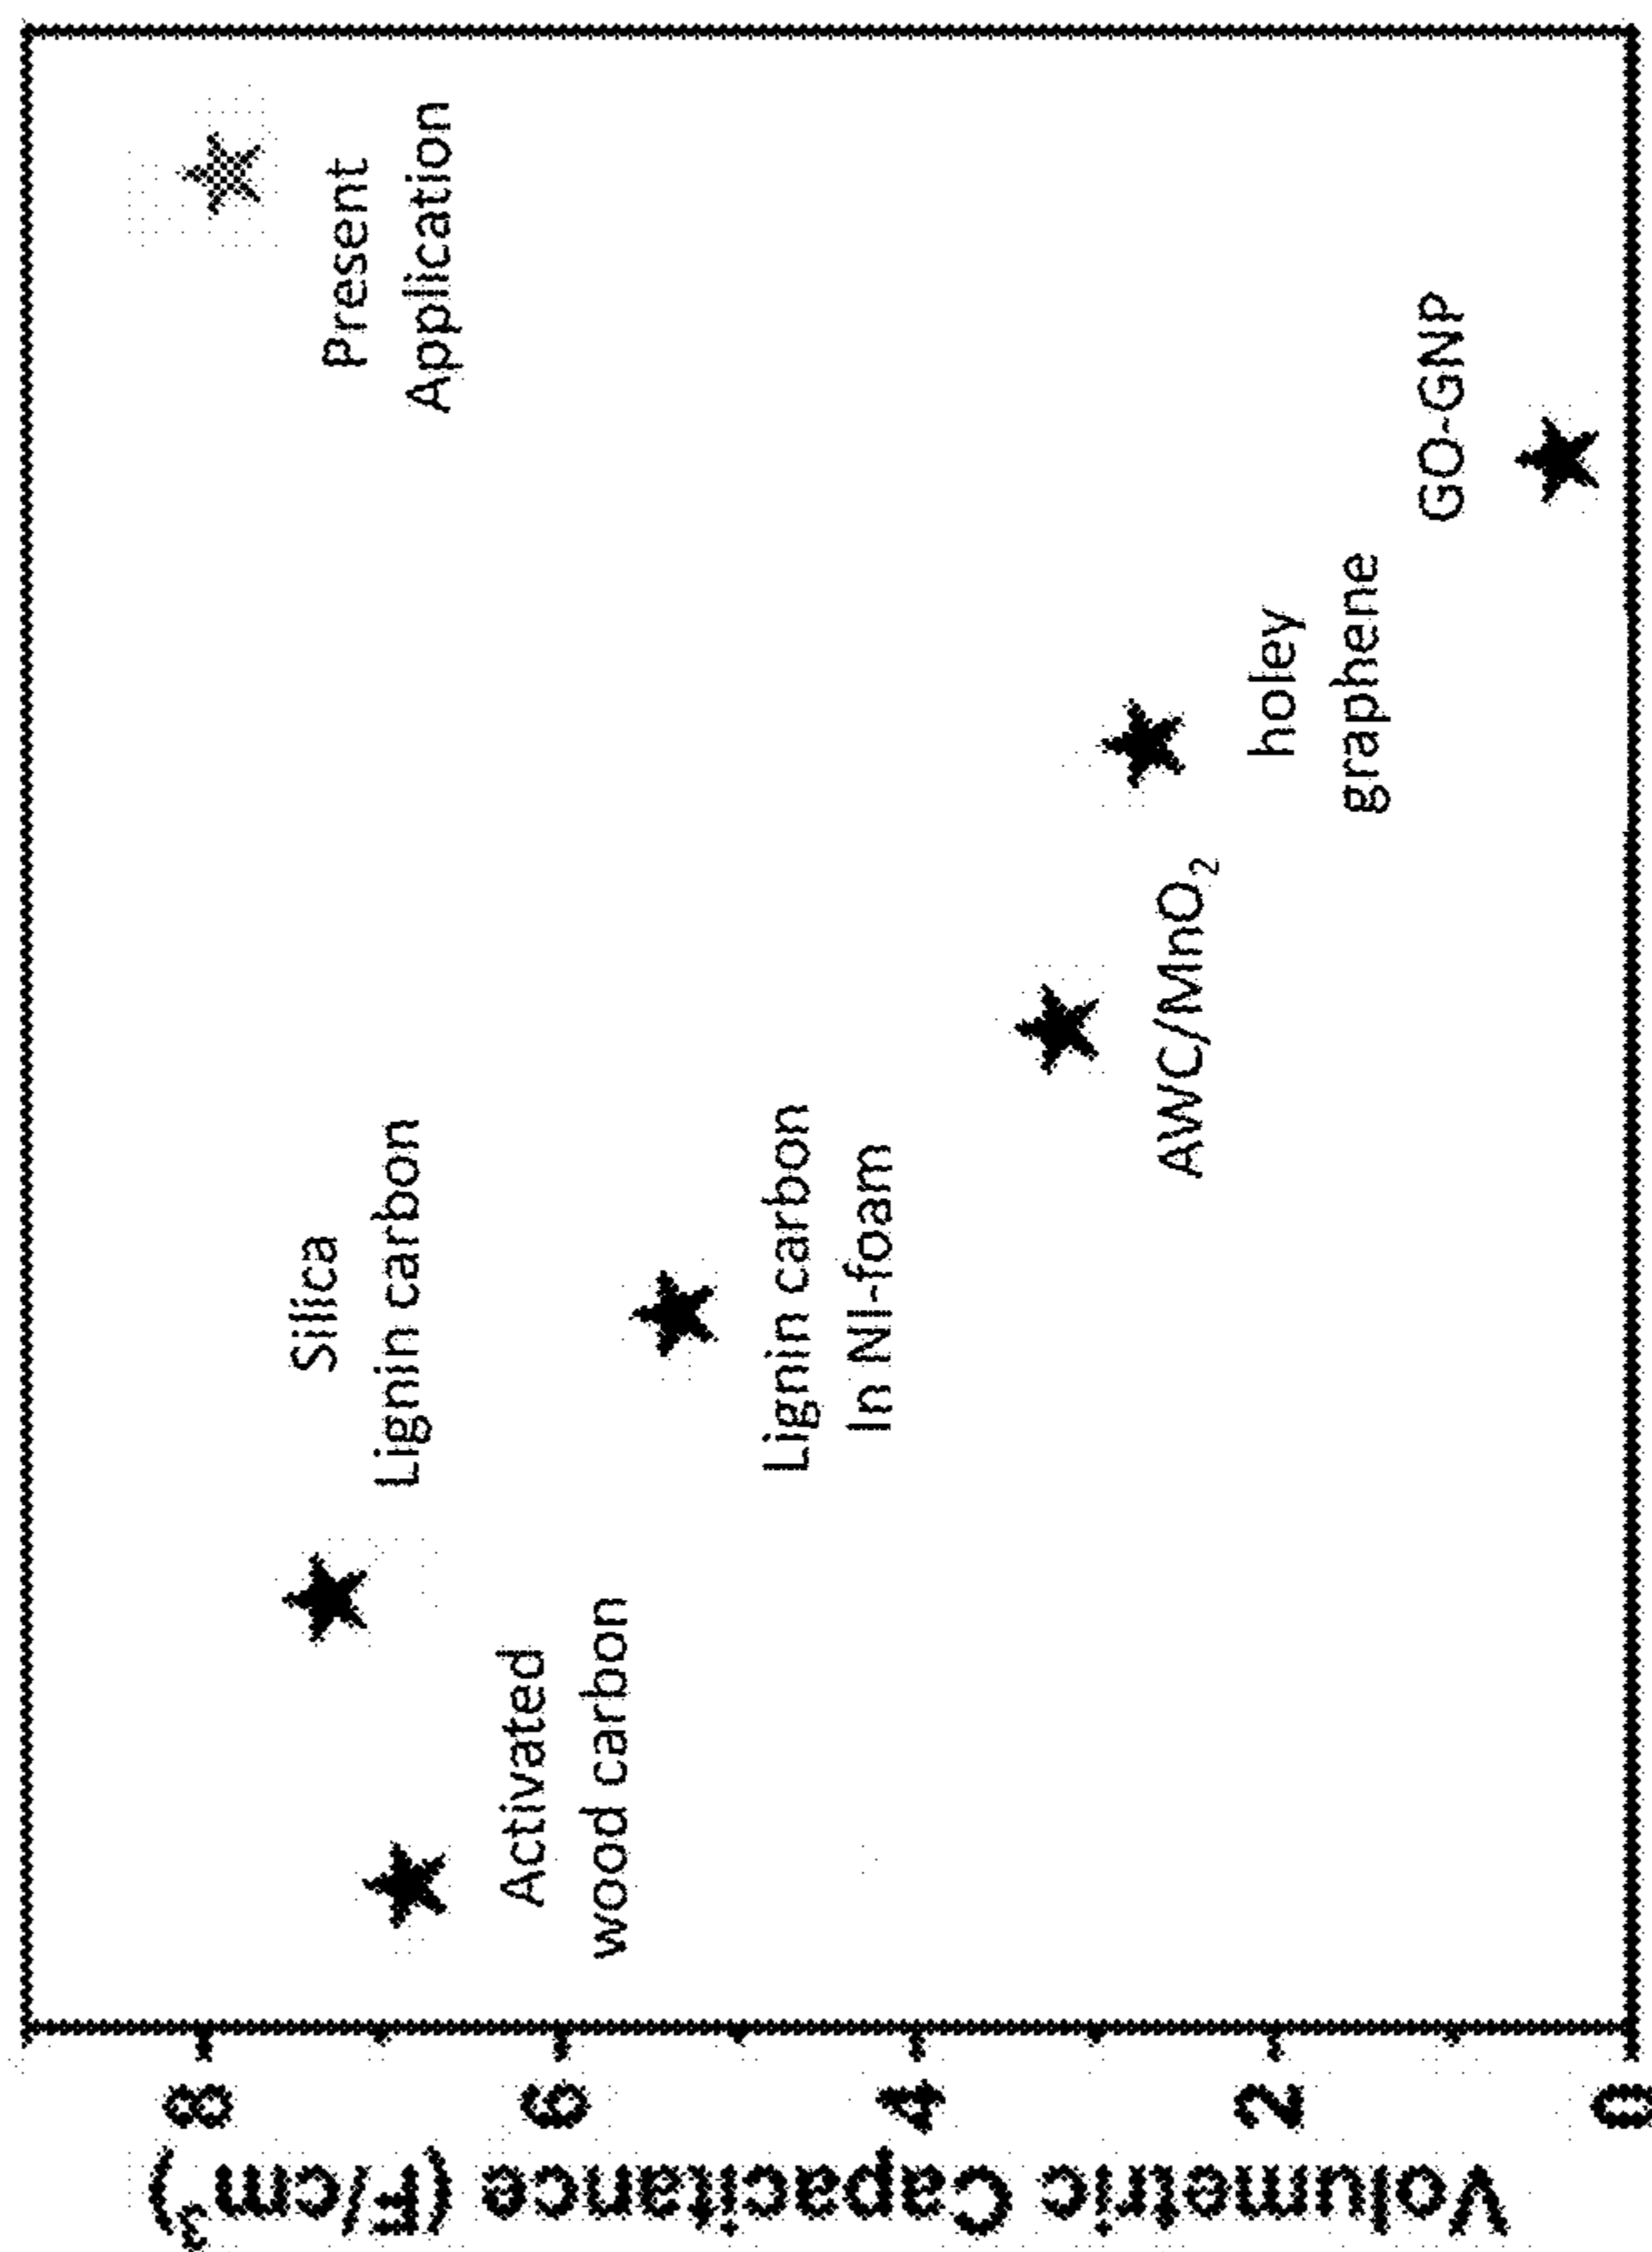 Volumetric Capacitance (F/cm³)
8
6
4
2
0
Activated
wood carbon
Silica
Lignin carbon
Lignin carbon
In NI-foam
AWC/MnO₂
holey
graphene
GO-GNP
Present
Application